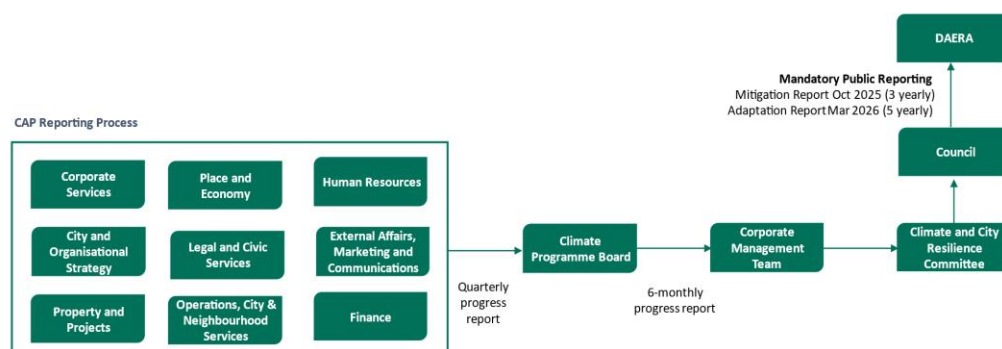 DAERA
Mandatory Public Reporting
Mitigation Report Oct 2025 (3 yearly)
Adaptation Report Mar 2026 (5 yearly)
CAP Reporting Process
Council
Corporate
Services
Place and
Economy
Human Resources
City and
Organisational
Strategy
Legal and Civic
Services
External Affairs,
Marketing and
Communications
Property and
Projects
Operations, City &
Neighbourhood
Services
Finance
Quarterly
progress
report
Climate
Programme Board
6-monthly
progress report
Corporate
Management
Team
Climate and City
Resilience
Committee